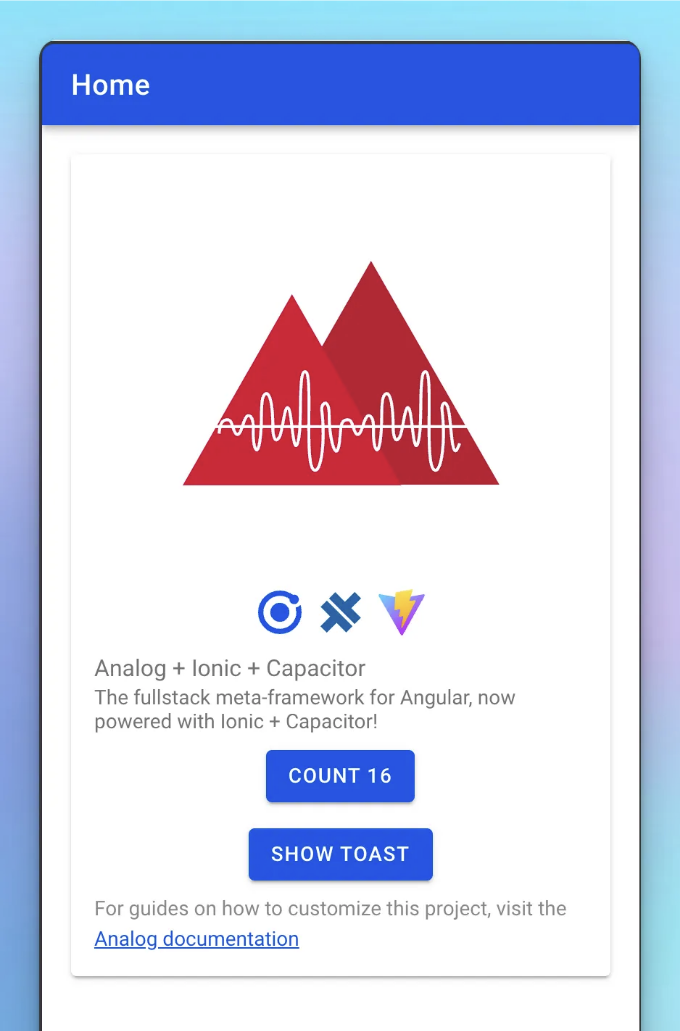 Home
Analog + Ionic + Capacitor
The fullstack meta-framework for Angular, now
powered with Ionic + Capacitor!
COUNT 16
SHOW TOAST
For guides on how to customize this project, visit the
Analog documentation